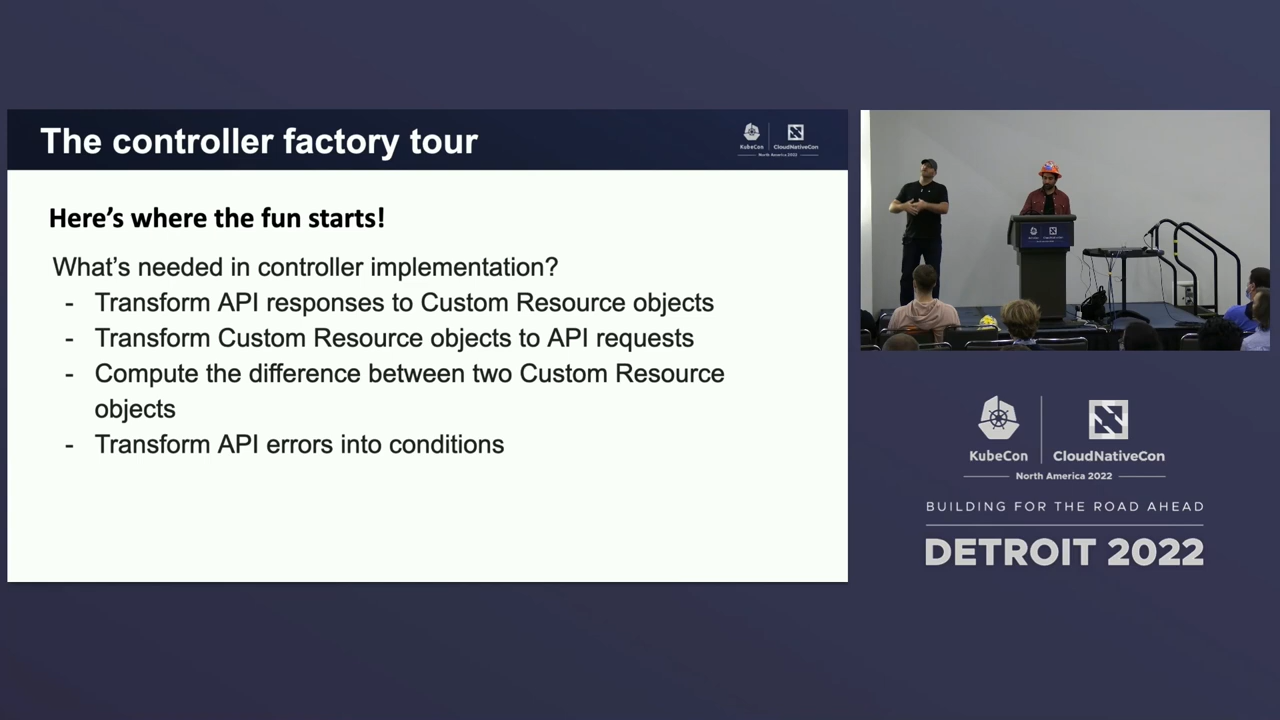 The controller factory tour
KubeCon
CloudNativeCon
North America 2022
Here’s where the fun starts!
What’s needed in controller implementation?
- Transform API responses to Custom Resource objects
- Transform Custom Resource objects to API requests
- Compute the difference between two Custom Resource
objects
- Transform API errors into conditions
KubeCon
CloudNativeCon
North America 2022
BUILDING FOR THE ROAD AHEAD
DETROIT 2022